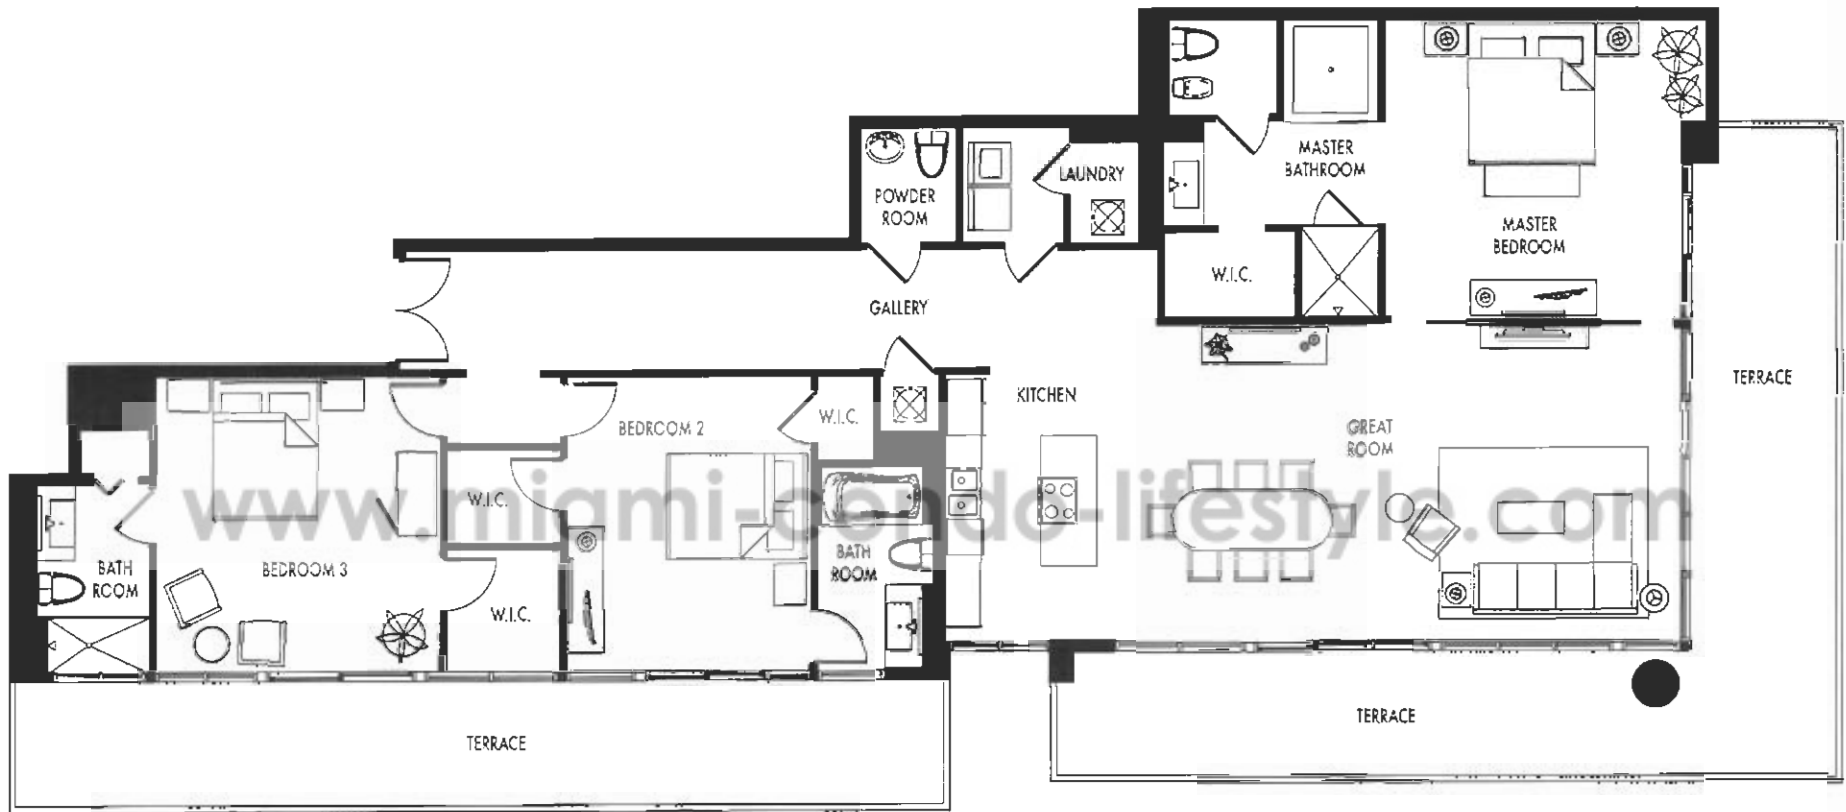 MASTER
BATHROOM
LAUNDRY
POWDER
ROOM
MASTER
BEDROOM
W.I.C.
GALLERY
TERRACE
KITCHEN
W.I.C.
BEDROOM 2
GREAT
ROOM
www.miami-condo-lifestyle.com
W.I.C.
BATH
ROOM
BATH
ROOM
BEDROOM 3
W.I.C.
TERRACE
TERRACE